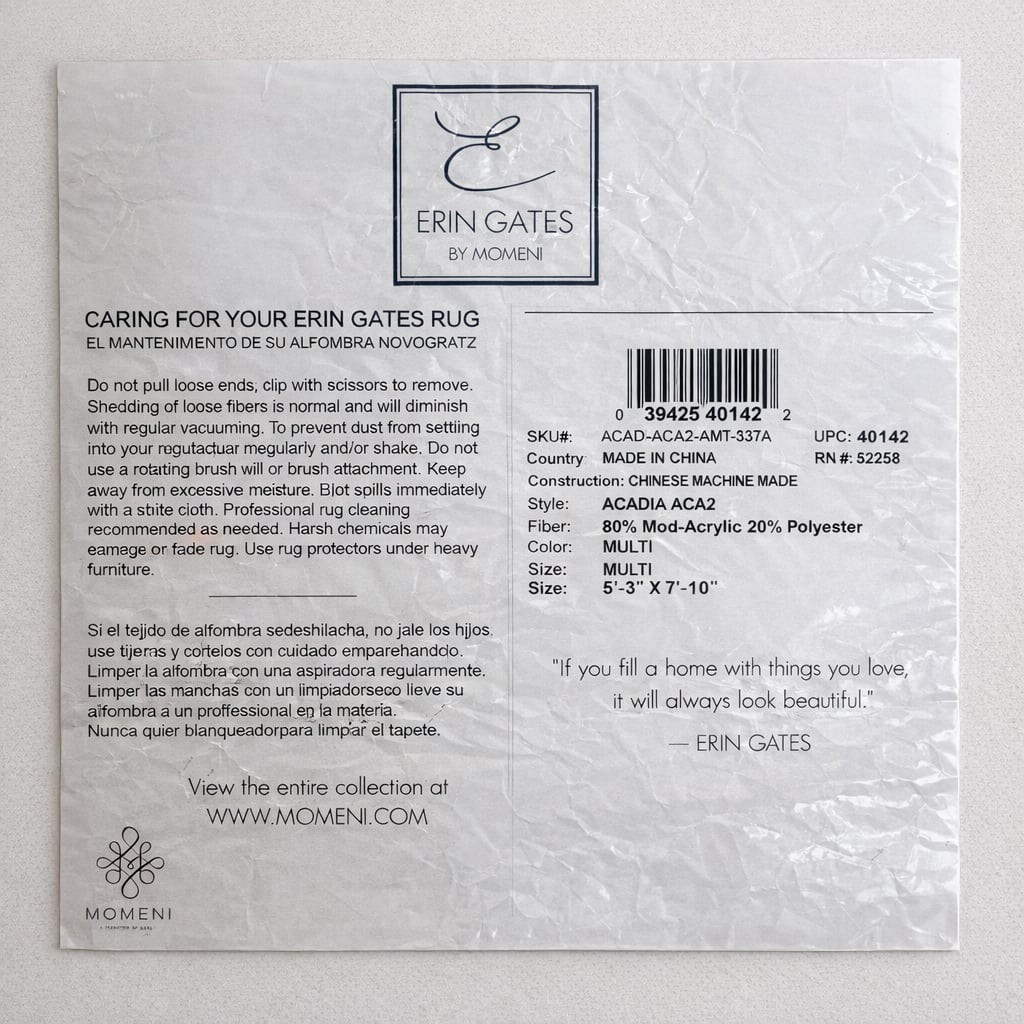 E
ERIN GATES
BY MOMENI
CARING FOR YOUR ERIN GATES RUG
EL MANTENIMENTO DE SU ALFOMBRA NOVOGRATZ
Do not pull loose ends, clip with scissors to remove.
Shedding of loose fibers is normal and will diminish
with regular vacuuming. To prevent dust from settling
into your regutactuar megularly and/or shake. Do not
use a rotating brush will or brush attachment. Keep
away from excessive meisture. Blot spills immediately
with a stite cloth. Professional rug cleaning
recommended as needed. Harsh chemicals may
eamage or fade rug. Use rug protectors under heavy
furniture.
Si el tejido de alfombra sedeshilacha, no jale los hijos,
use tijeras y cortelos con cuidado emparehando.
Limper la alfombra con una aspiradora regularmente.
Limper las manchas con un limpiadorseco lleve su
alfombra a un proffessional en la materia.
Nunca quier blanqueadorpara limpar el tapete.
View the entire collection at
WWW.MOMENI.COM
MOMENI
0 39425 40142 2
SKU#: ACAD-ACA2-AMT-337A UPC: 40142
Country MADE IN CHINA RN #: 52258
Construction: CHINESE MACHINE MADE
Style: ACADIA ACA2
Fiber: 80% Mod-Acrylic 20% Polyester
Color: MULTI
Size: MULTI
Size: 5'-3" X 7'-10"
"If you fill a home with things you love,
it will always look beautiful."
— ERIN GATES